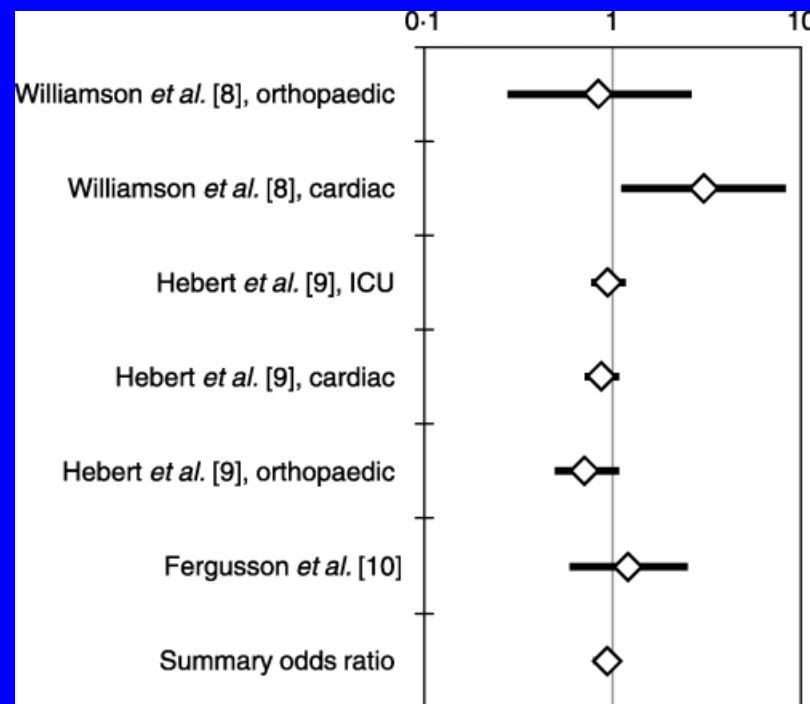 0·1 1 10
Williamson et al. [8], orthopaedic
Williamson et al. [8], cardiac
Hebert et al. [9], ICU
Hebert et al. [9], cardiac
Hebert et al. [9], orthopaedic
Fergusson et al. [10]
Summary odds ratio